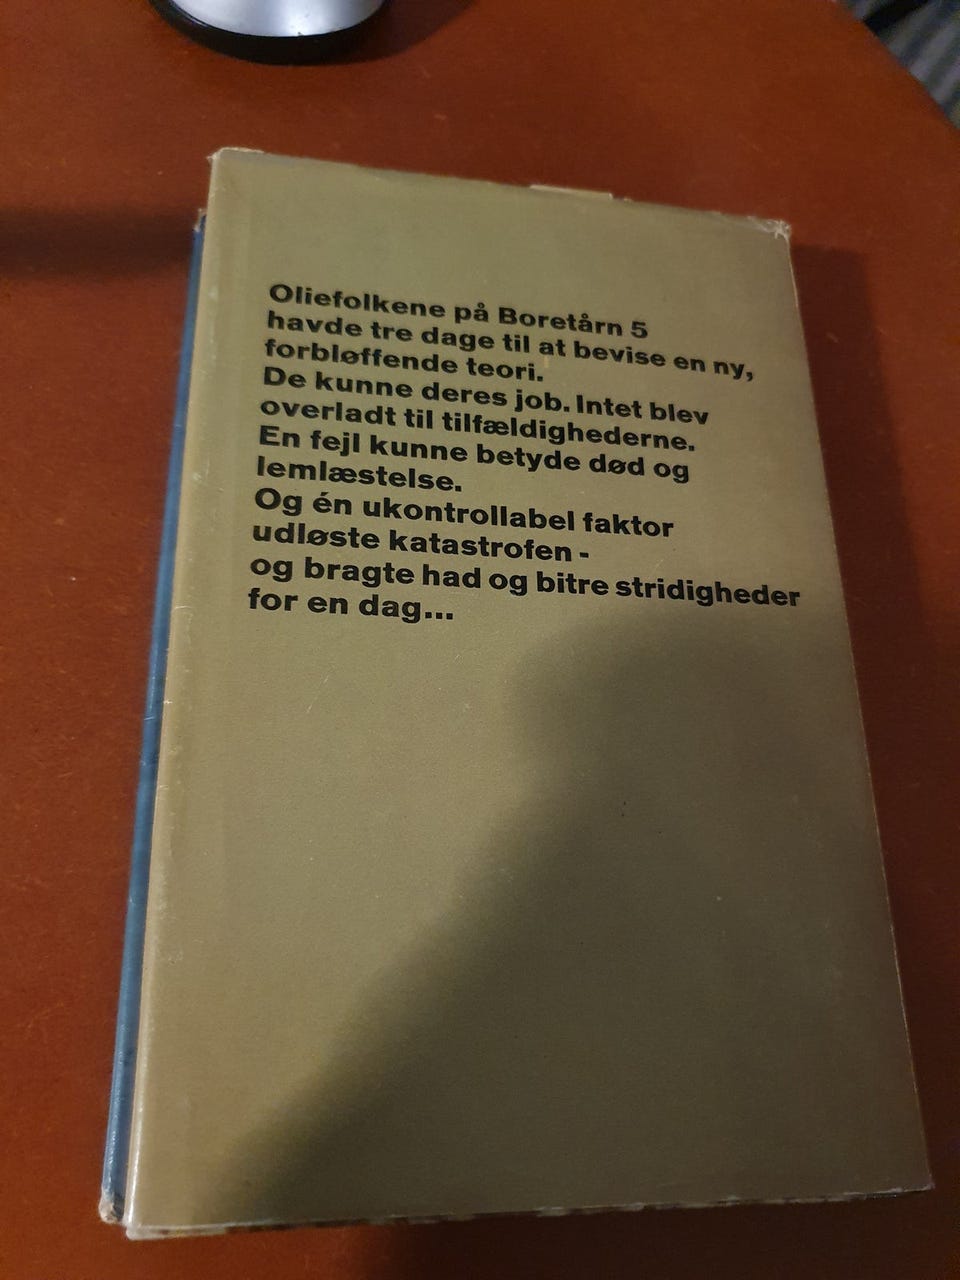 Oliefolkene på Boretårn 5
havde tre dage til at bevise en ny,
forbløffende teori.
De kunne deres job. Intet blev
overladt til tilfældighederne.
En fejl kunne betyde død og
lemlæstelse.
Og én ukontrollabel faktor
udløste katastrofen -
og bragte had og bitre stridigheder
for en dag...